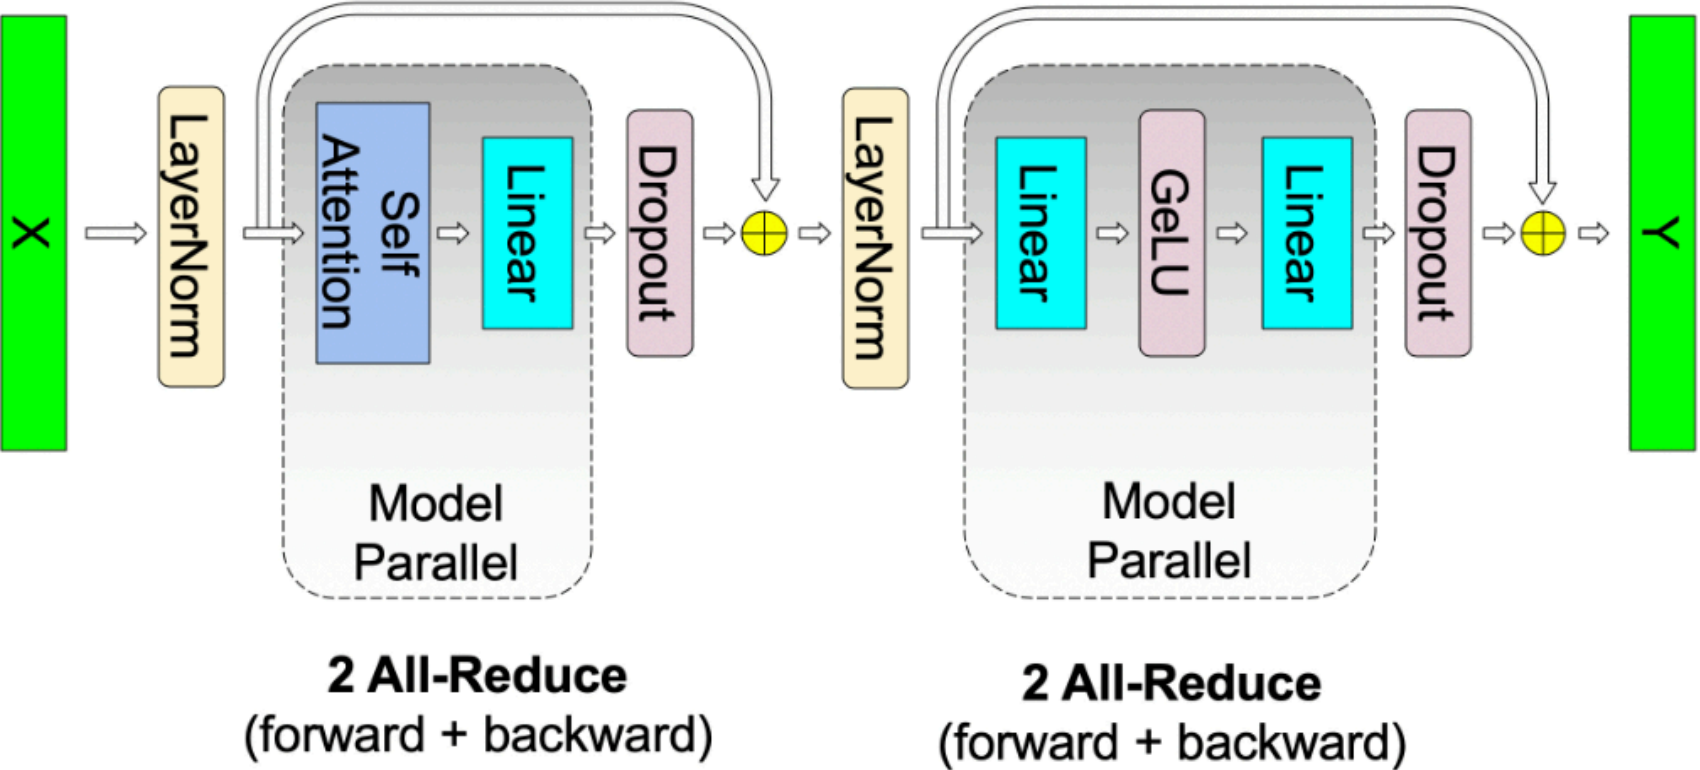 X
LayerNorm
Self
Attention
Linear
Dropout
LayerNorm
Linear
GeLU
Linear
Dropout
Y
Model
Parallel
Model
Parallel
2 All-Reduce
(forward + backward)
2 All-Reduce
(forward + backward)